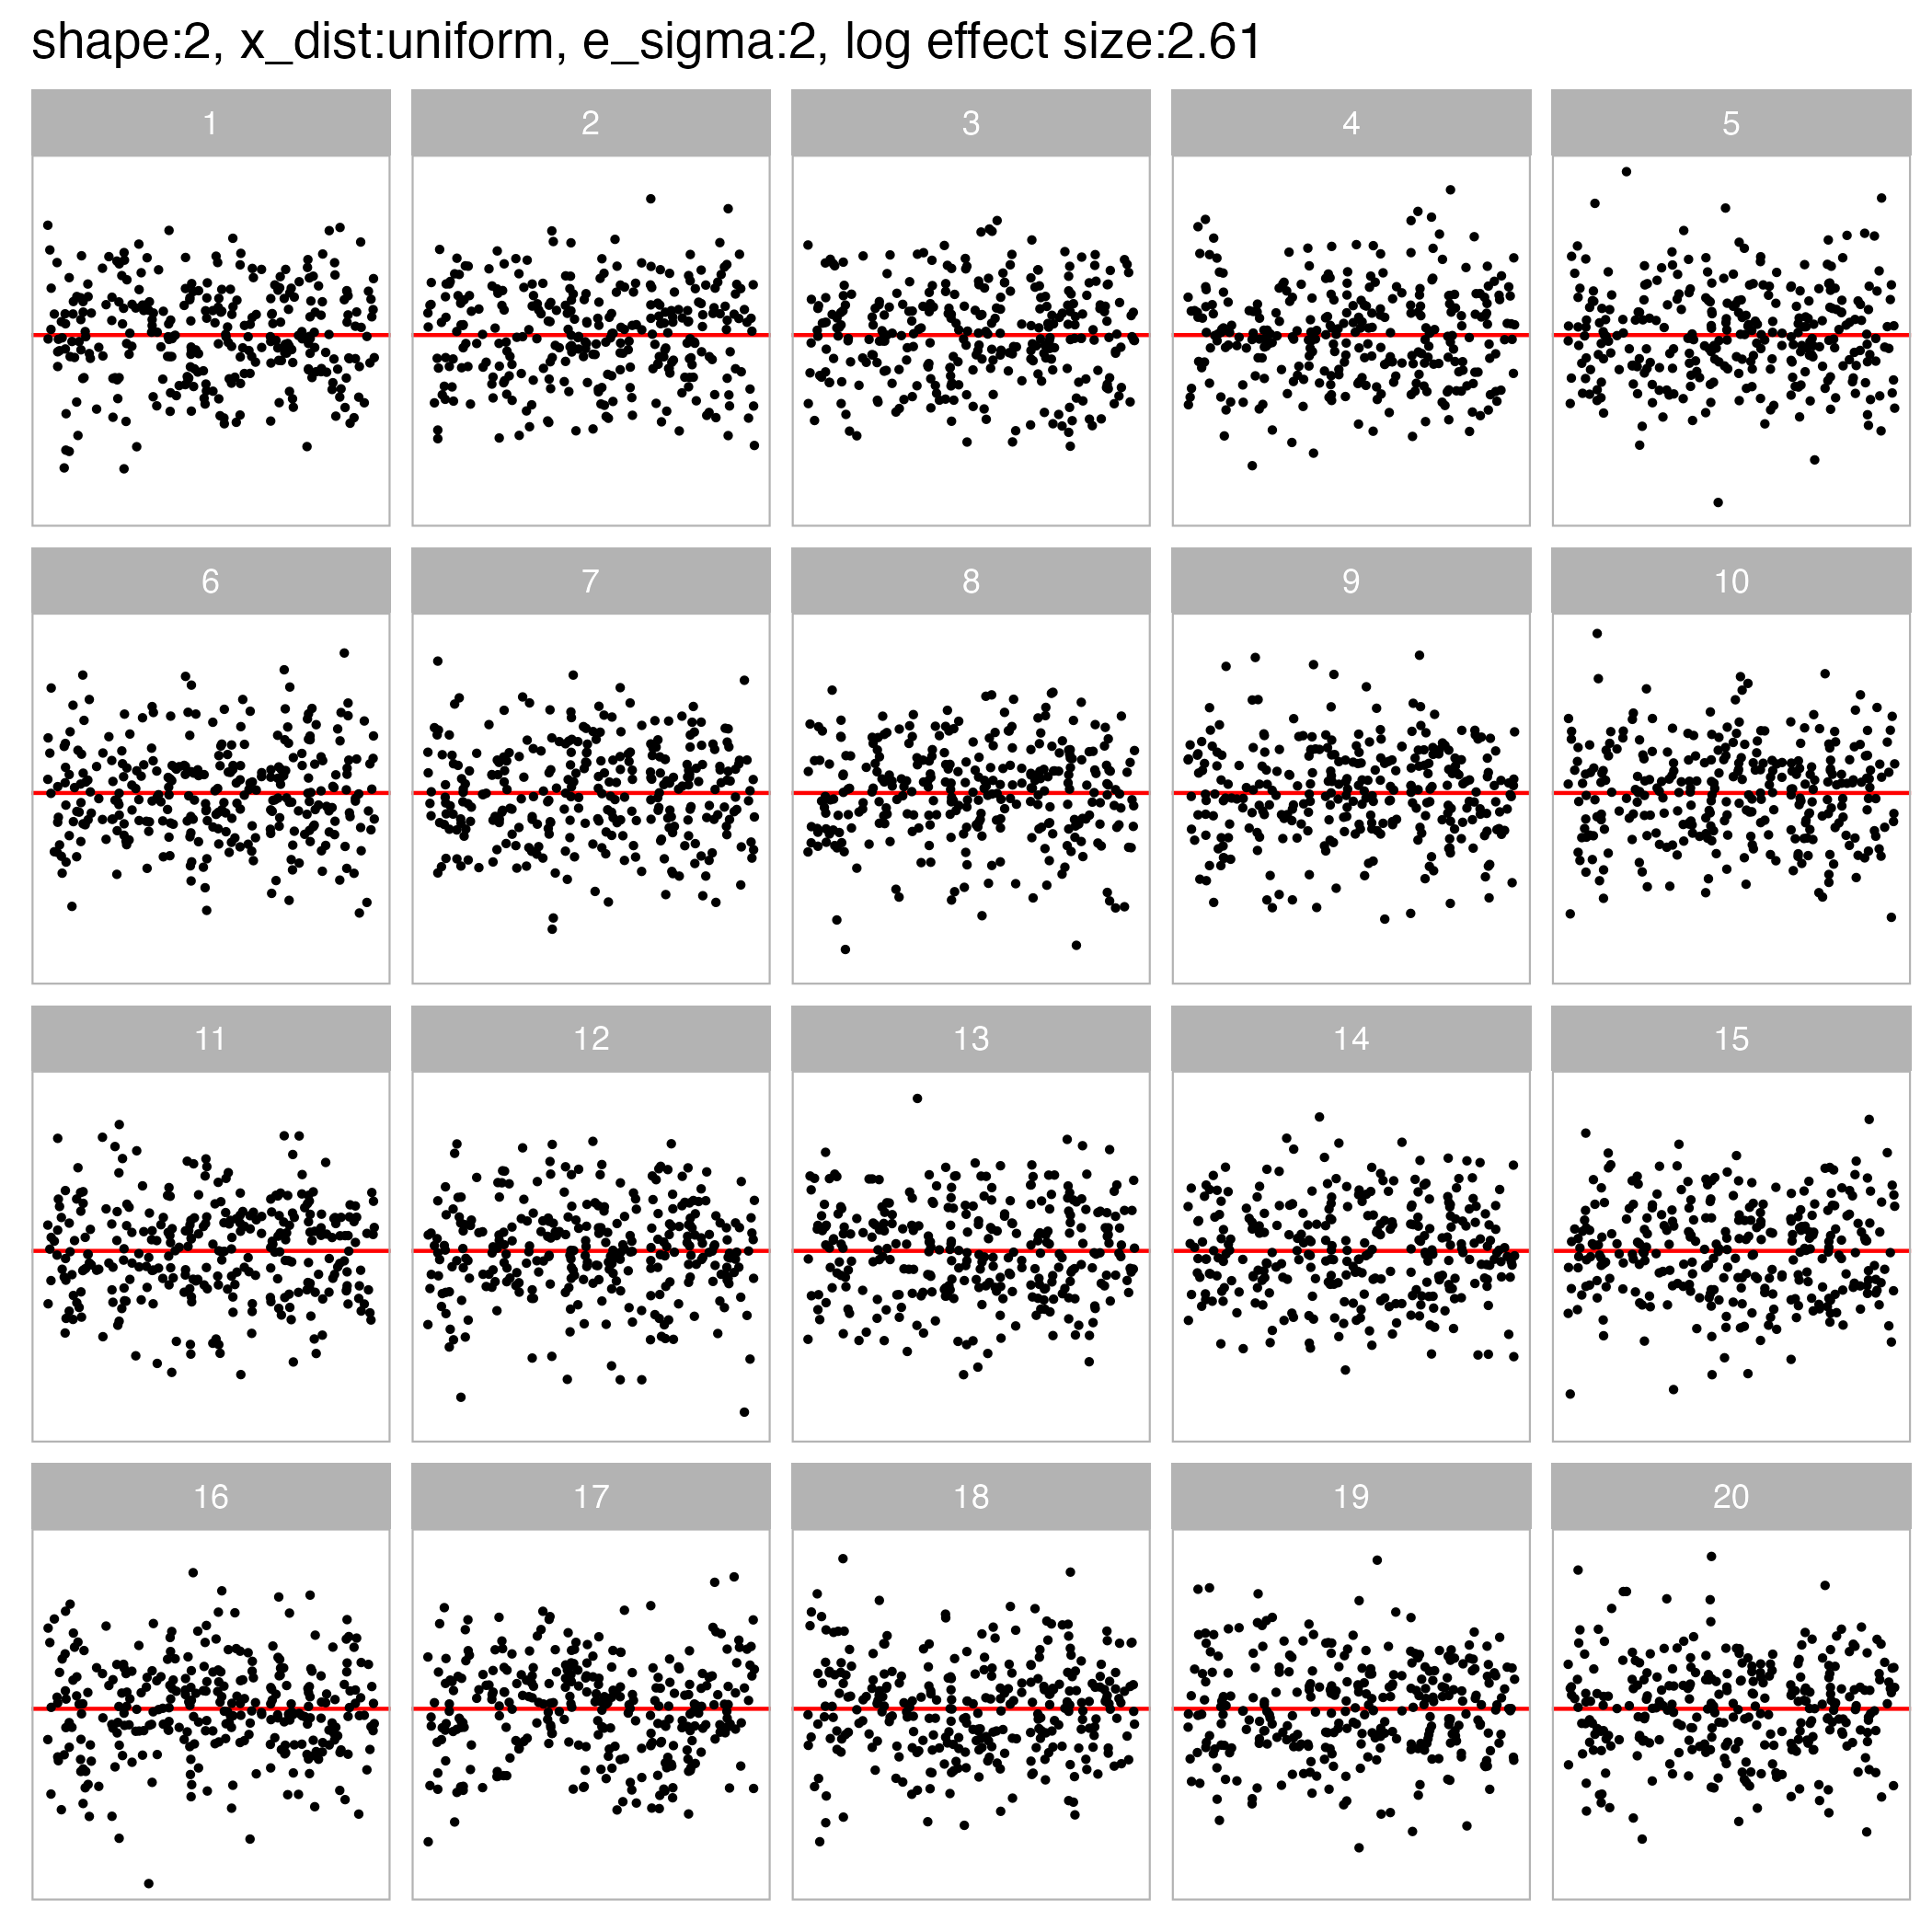 shape:2, x_dist:uniform, e_sigma:2, log effect size:2.61
1 2 3 4 5
6 7 8 9 10
11 12 13 14 15
16 17 18 19 20